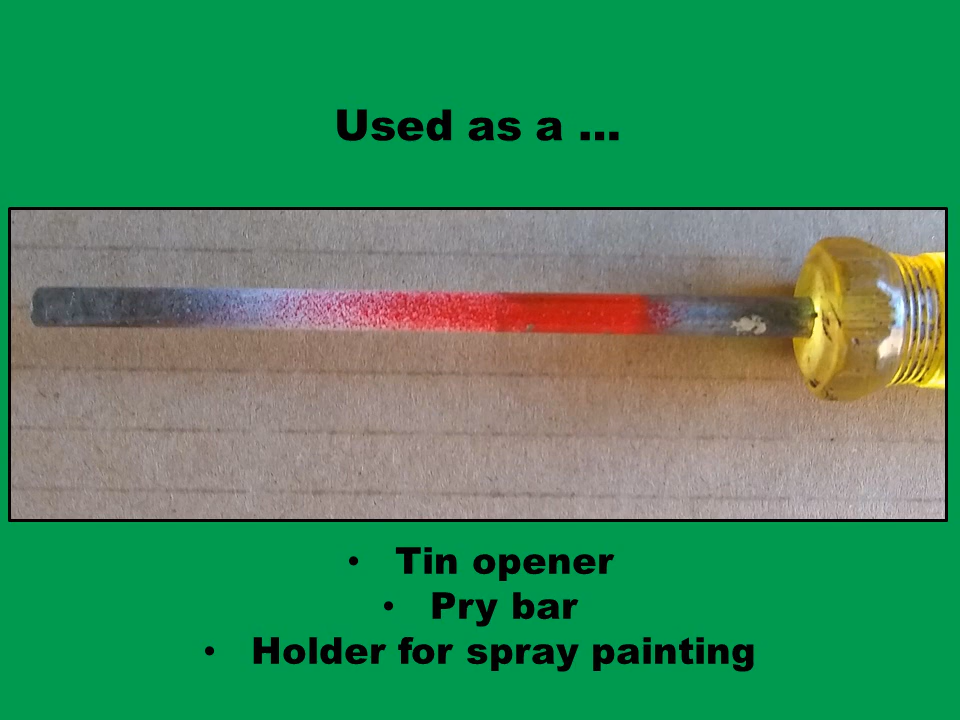 Used as a ...
• Tin opener
• Pry bar
• Holder for spray painting